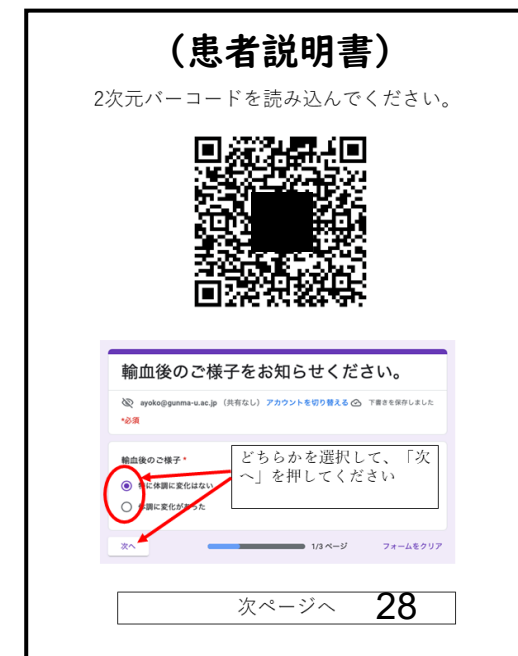 （患者説明書）
2次元バーコードを読み込んでください。
輸血後のご様子をお知らせください。
ayoko@gunma-u.ac.jp （共有なし） アカウントを切り替える 下書きを保存しました
*必須
輸血後のご様子 *
どちらかを選択して、「次
へ」を押してください
に体調に変化はない
調に変化があった
次へ 1/3 ページ フォームをクリア
次ページへ 28